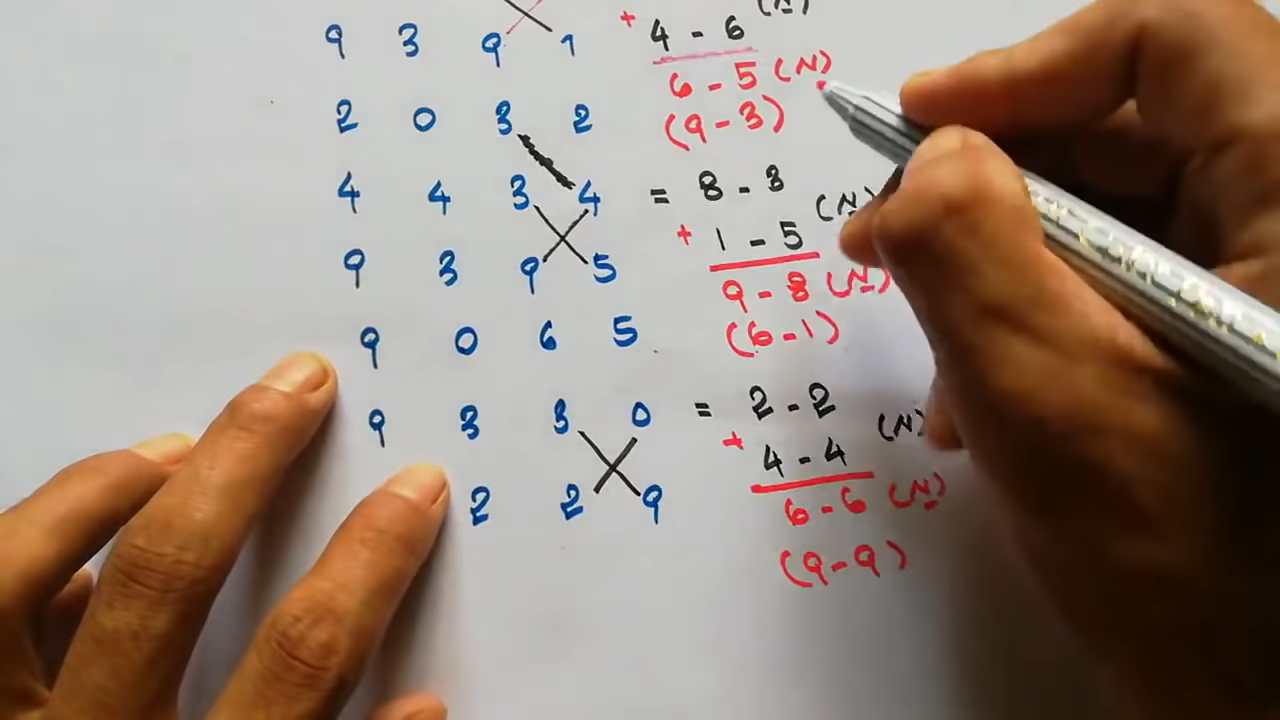 (N)
9 3 9 1 + 4 - 6
6 - 5 (N)
2 0 3 2 (9-3)
4 4 3 4 = 8 - 3
(N)
9 3 9 5 + 1 - 5
9 - 8 (N)
9 0 6 5 (6-1)
9 3 3 0 = 2 - 2
+ 4 - 4 (N)
2 2 9 6 - 6 (N)
(9-9)